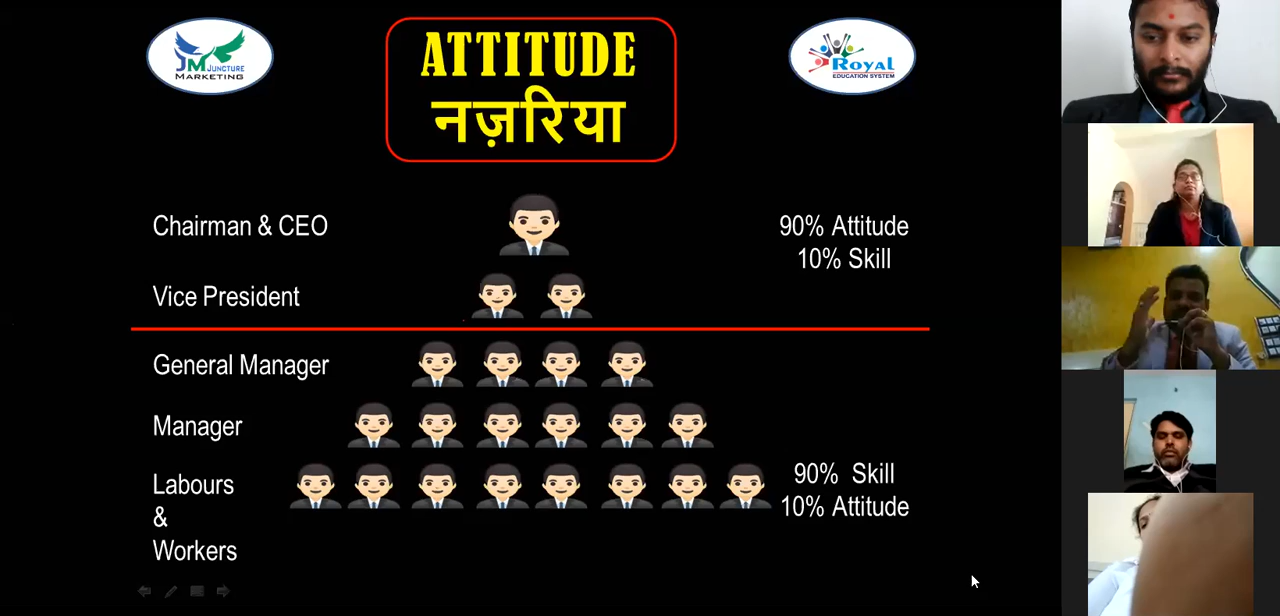 JM JUNCTURE
MARKETING
ATTITUDE
नज़रिया
Royal
EDUCATION SYSTEM
Chairman & CEO
90% Attitude
10% Skill
Vice President
General Manager
Manager
Labours
&
Workers
90% Skill
10% Attitude